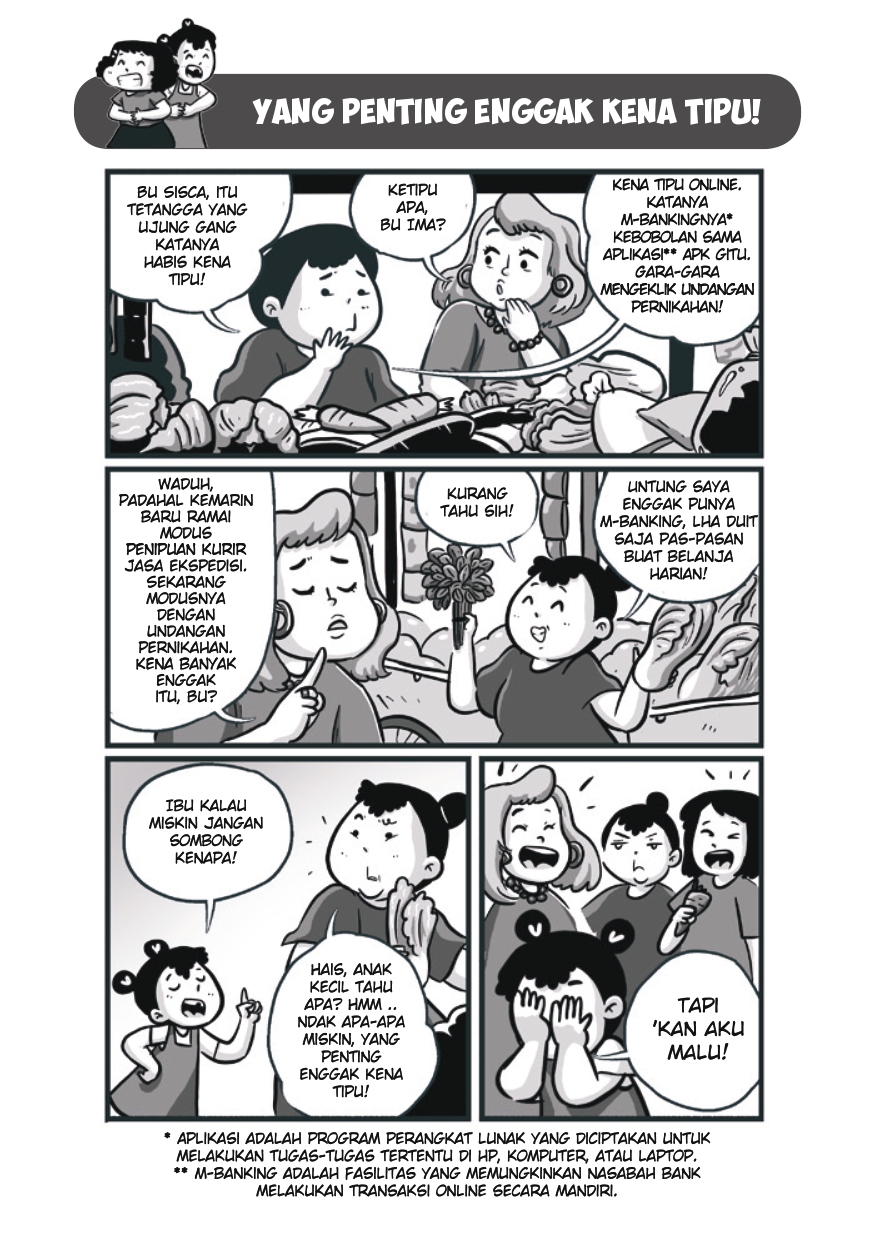 YANG PENTING ENGGAK KENA TIPU!
BU SISCA, ITU
TETANGGA YANG
UJUNG GANG
KATANYA
HABIS KENA
TIPU!
KETIPU
APA,
BU IMA?
KENA TIPU ONLINE.
KATANYA
M-BANKINGNYA*
KEBOBOLAN SAMA
APLIKASI** APK GITU.
GARA-GARA
MENGEKLIK UNDANGAN
PERNIKAHAN!
WADUH,
PADAHAL KEMARIN
BARU RAMAI
MODUS
PENIPUAN KURIR
JASA EKSPEDISI.
SEKARANG
MODUSNYA
DENGAN
UNDANGAN
PERNIKAHAN.
KENA BANYAK
ENGGAK
ITU, BU?
KURANG
TAHU SIH!
UNTUNG SAYA
ENGGAK PUNYA
M-BANKING, LHA DUIT
SAJA PAS-PASAN
BUAT BELANJA
HARIAN!
IBU KALAU
MISKIN JANGAN
SOMBONG
KENAPA!
HAIS, ANAK
KECIL TAHU
APA? HMM ..
NDAK APA-APA
MISKIN, YANG
PENTING
ENGGAK KENA
TIPU!
TAPI
'KAN AKU
MALU!
* APLIKASI ADALAH PROGRAM PERANGKAT LUNAK YANG DICIPTAKAN UNTUK
MELAKUKAN TUGAS-TUGAS TERTENTU DI HP, KOMPUTER, ATAU LAPTOP.
** M-BANKING ADALAH FASILITAS YANG MEMUNGKINKAN NASABAH BANK
MELAKUKAN TRANSAKSI ONLINE SECARA MANDIRI.